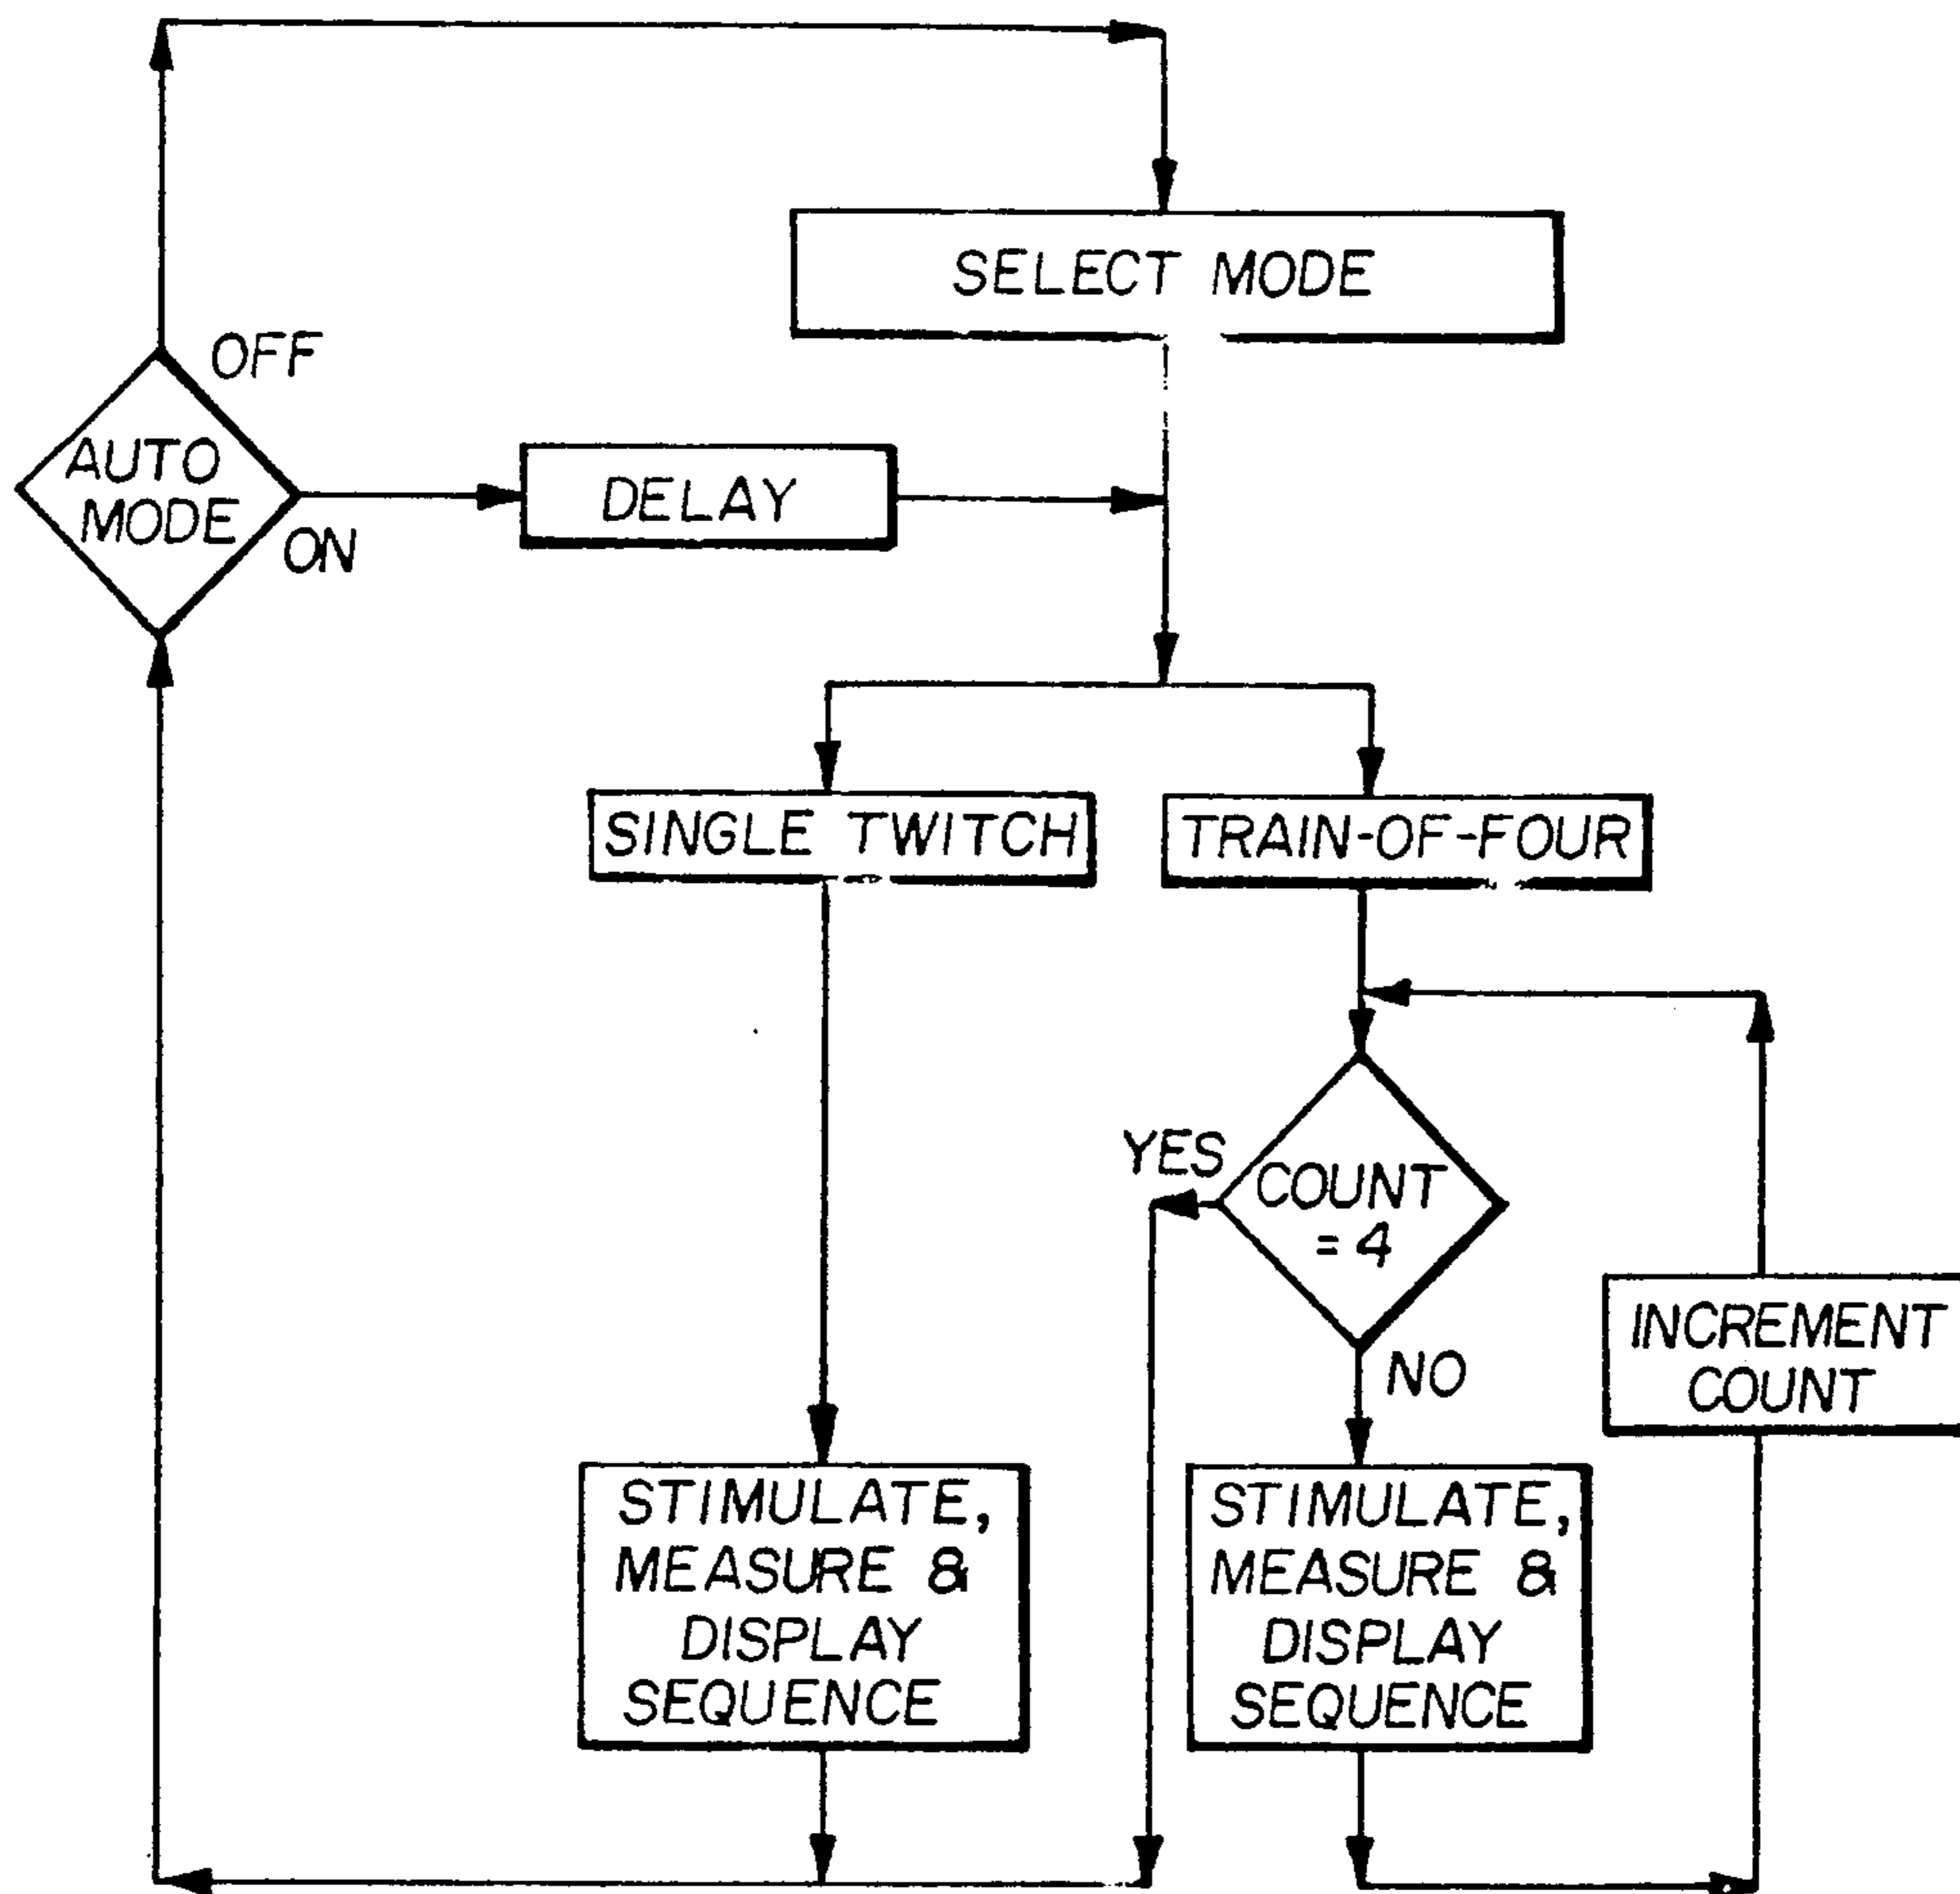 SELECT MODE
OFF
AUTO
MODE
ON
DELAY
SINGLE TWITCH
TRAIN-OF-FOUR
YES
COUNT
= 4
NO
INCREMENT
COUNT
STIMULATE,
MEASURE &
DISPLAY
SEQUENCE
STIMULATE,
MEASURE &
DISPLAY
SEQUENCE